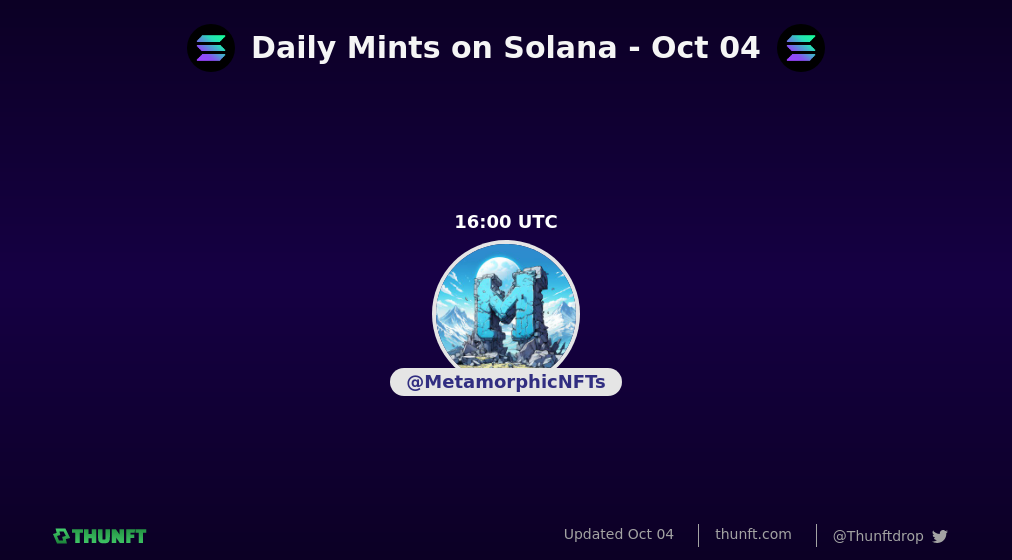 Daily Mints on Solana - Oct 04
16:00 UTC
M
@MetamorphicNFTs
THUNFT
Updated Oct 04
thunft.com
@Thunftdrop